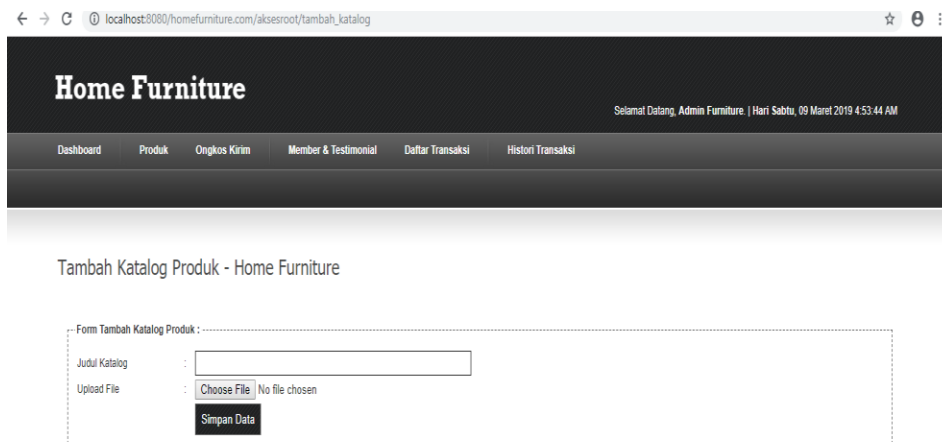 localhost:8080/homefurniture.com/aksesroot/tambah_katalog
Home Furniture
Selamat Datang, Admin Furniture. | Hari Sabtu, 09 Maret 2019 4:53:44 AM
Dashboard Produk Ongkos Kirim Member & Testimonial Daftar Transaksi Histori Transaksi
Tambah Katalog Produk - Home Furniture
Form Tambah Katalog Produk :
Judul Katalog :
Upload File : Choose File No file chosen
Simpan Data